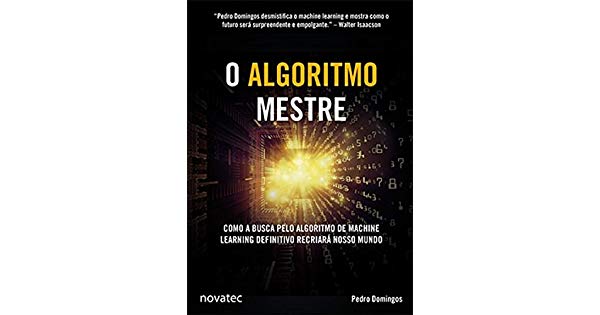 "Pedro Domingos desmistifica o machine learning e mostra como o
futuro será surpreendente e empolgante." – Walter Isaacson
O ALGORITMO
MESTRE
COMO A BUSCA PELO ALGORITMO DE MACHINE
LEARNING DEFINITIVO RECRIARÁ NOSSO MUNDO
novatec
Pedro Domingos